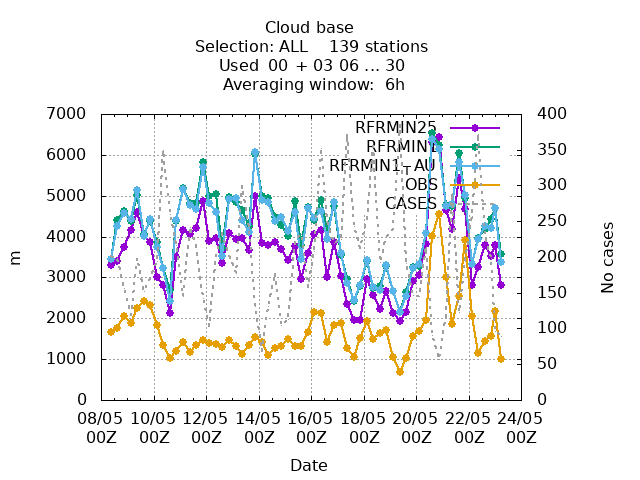 Cloud base
Selection: ALL 139 stations
Used 00 + 03 06 ... 30
Averaging window: 6h
7000
6000
5000
4000
3000
2000
1000
0
m
400
350
300
250
200
150
100
50
0
No cases
RFRMIN25
RFRMIN1
RFRMIN1_AU
OBS
CASES
08/05 10/05 12/05 14/05 16/05 18/05 20/05 22/05 24/05
00Z 00Z 00Z 00Z 00Z 00Z 00Z 00Z 00Z
Date